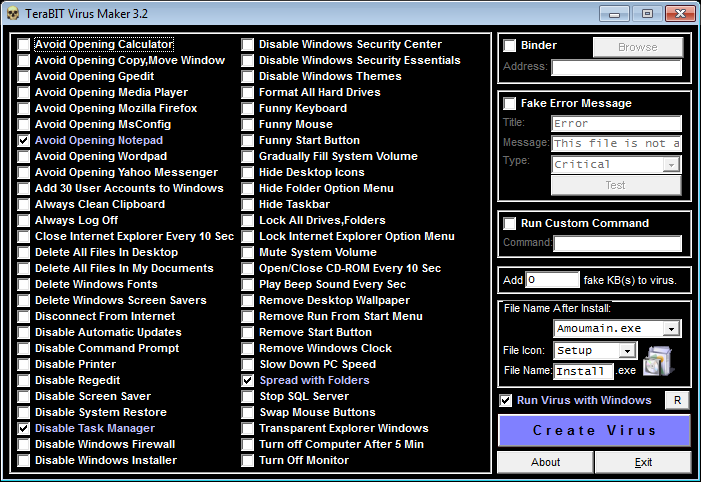 TeraBIT Virus Maker 3.2
Avoid Opening Calculator
Avoid Opening Copy,Move Window
Avoid Opening Gpedit
Avoid Opening Media Player
Avoid Opening Mozilla Firefox
Avoid Opening MsConfig
Avoid Opening Notepad
Avoid Opening Wordpad
Avoid Opening Yahoo Messenger
Add 30 User Accounts to Windows
Always Clean Clipboard
Always Log Off
Close Internet Explorer Every 10 Sec
Delete All Files In Desktop
Delete All Files In My Documents
Delete Windows Fonts
Delete Windows Screen Savers
Disconnect From Internet
Disable Automatic Updates
Disable Command Prompt
Disable Printer
Disable Regedit
Disable Screen Saver
Disable System Restore
Disable Task Manager
Disable Windows Firewall
Disable Windows Installer
Disable Windows Security Center
Disable Windows Security Essentials
Disable Windows Themes
Format All Hard Drives
Funny Keyboard
Funny Mouse
Funny Start Button
Gradually Fill System Volume
Hide Desktop Icons
Hide Folder Option Menu
Hide Taskbar
Lock All Drives,Folders
Lock Internet Explorer Option Menu
Mute System Volume
Open/Close CD-ROM Every 10 Sec
Play Beep Sound Every Sec
Remove Desktop Wallpaper
Remove Run From Start Menu
Remove Start Button
Remove Windows Clock
Slow Down PC Speed
Spread with Folders
Stop SQL Server
Swap Mouse Buttons
Transparent Explorer Windows
Turn off Computer After 5 Min
Turn Off Monitor
Binder Browse
Address:
Fake Error Message
Title: Error
Message: This file is not a
Type: Critical
Test
Run Custom Command
Command:
Add 0 fake KB(s) to virus.
File Name After Install:
Amoumain.exe
File Icon: Setup
File Name: Install .exe
Run Virus with Windows R
Create Virus
About Exit